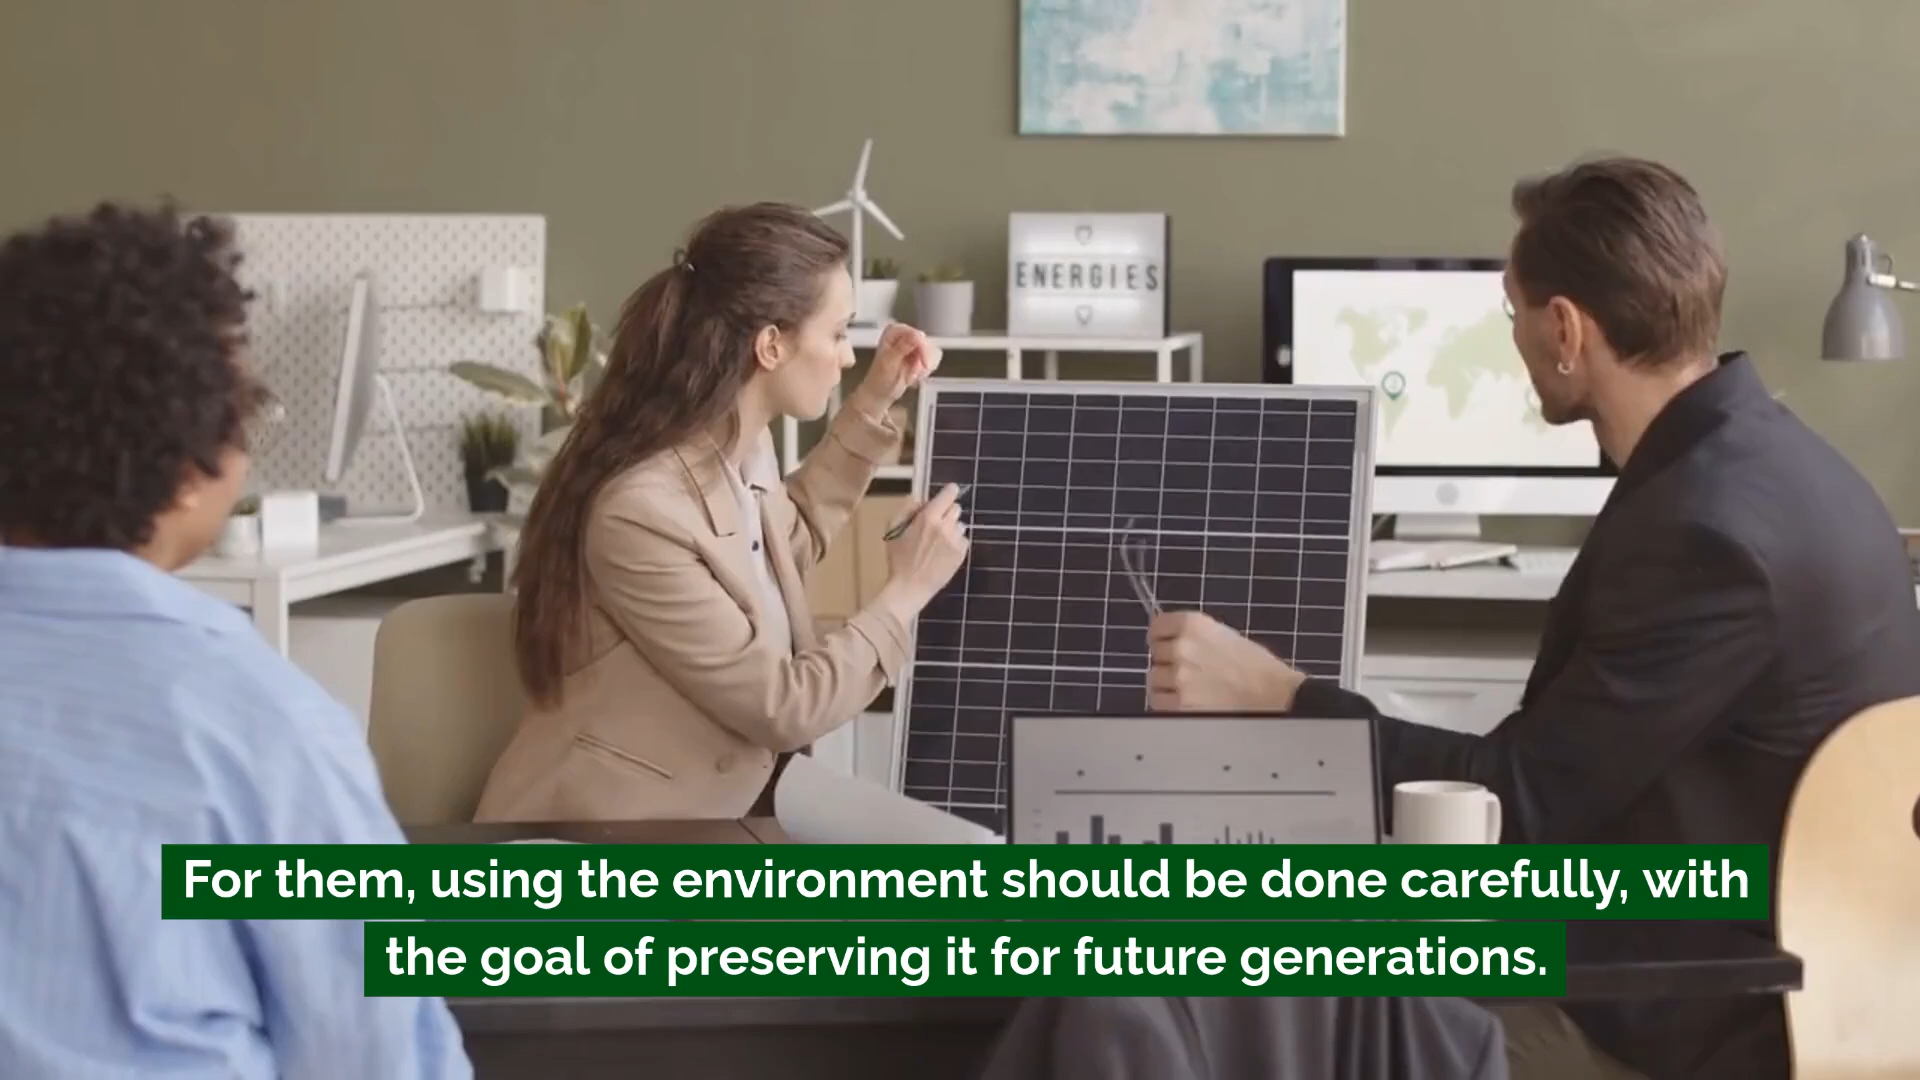 ENERGIES
For them, using the environment should be done carefully, with
the goal of preserving it for future generations.